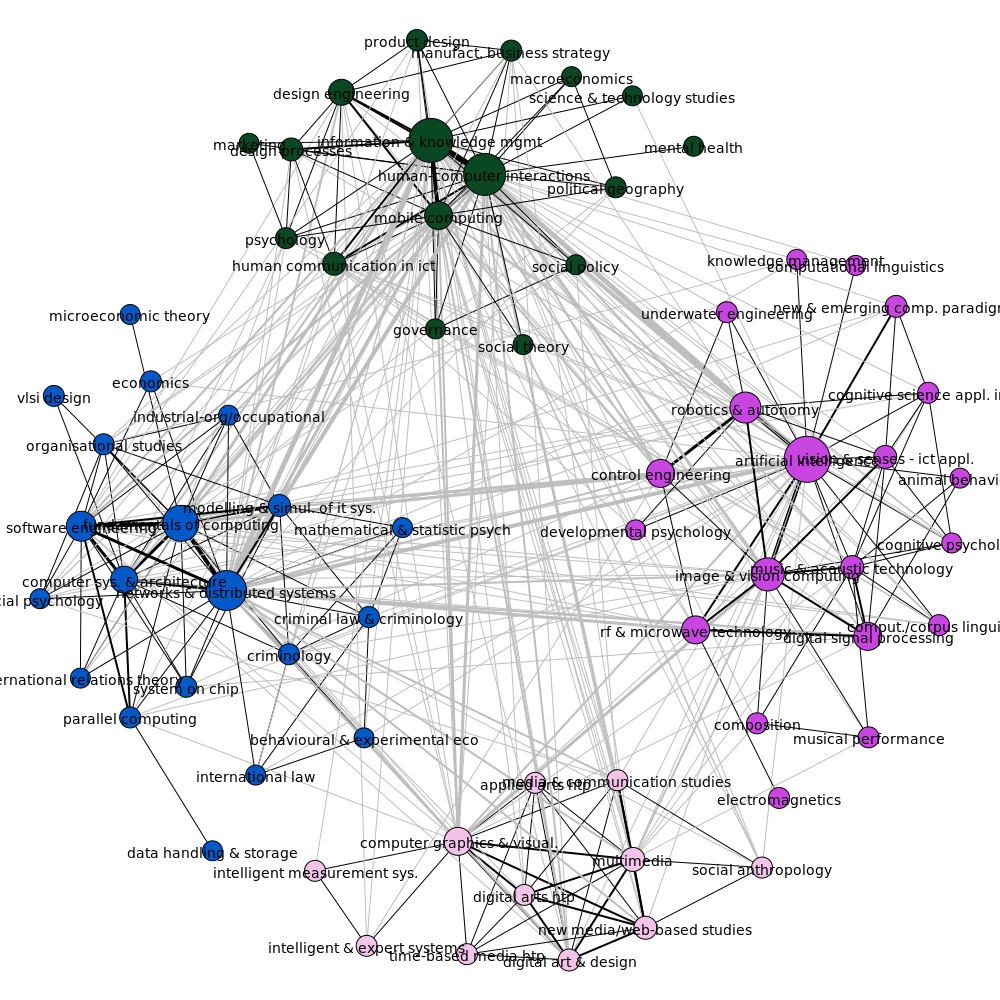 product design
manufact. business strategy
macroeconomics
design engineering
science & technology studies
information & knowledge mgmt
marketing
design processes
mental health
human-computer interactions
political geography
mobile computing
psychology
human communication in ict
social policy
knowledge management
computational linguistics
new & emerging comp. paradigm
underwater engineering
microeconomic theory
governance
social theory
economics
vlsi design
cognitive science appl. in
industrial-org/occupational
robotics & autonomy
organisational studies
artificial intelligence
vision & senses - ict appl.
control engineering
animal behavi
modelling & simul. of it sys.
software engineering
fundamentals of computing
mathematical & statistic psych
developmental psychology
cognitive psychol
image & vision computing
music & acoustic technology
computer sys. & architecture
networks & distributed systems
cial psychology
criminal law & criminology
comput./corpus lingui
rf & microwave technology
digital signal processing
criminology
ernational relations theory
system on chip
parallel computing
composition
musical performance
behavioural & experimental eco
international law
applied arts htp
media & communication studies
electromagnetics
computer graphics & visual.
data handling & storage
multimedia
intelligent measurement sys.
social anthropology
digital arts htp
new media/web-based studies
intelligent & expert systems
time-based media htp
digital art & design